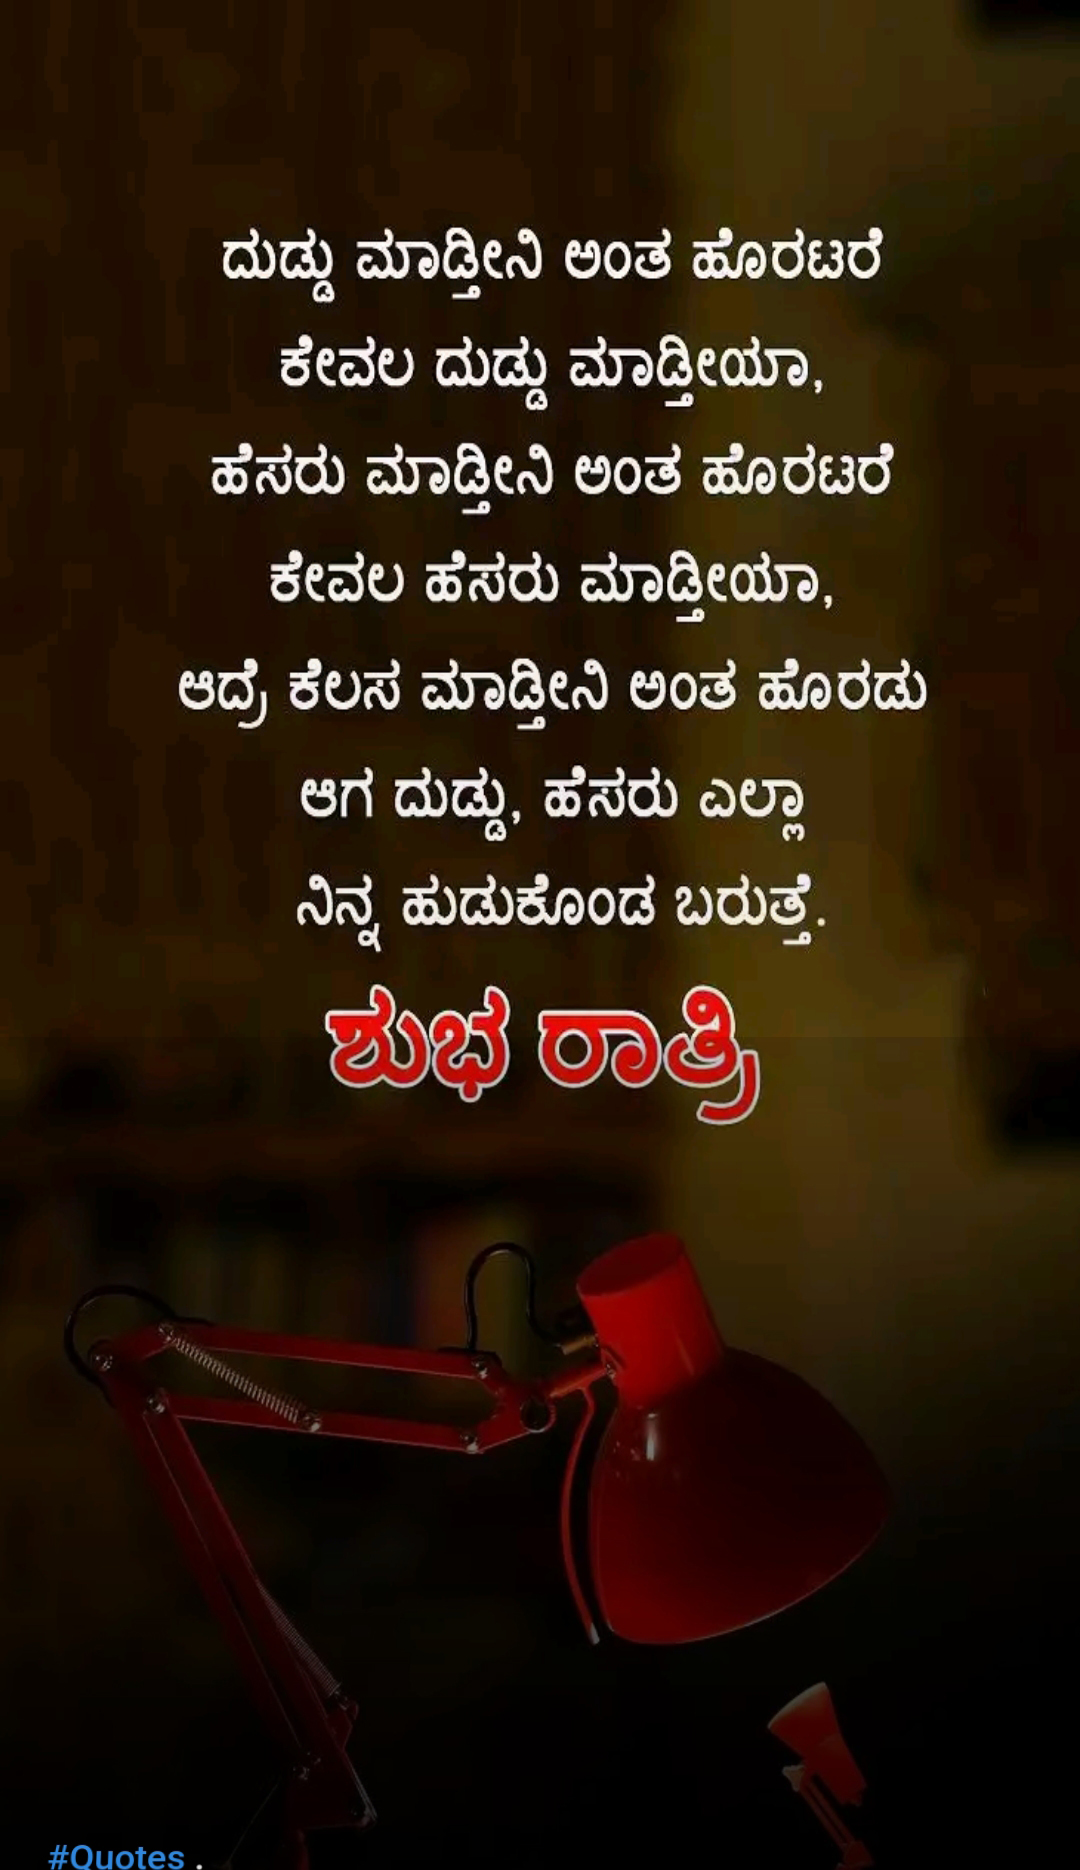 ದುಡ್ಡು ಮಾಡ್ತೀನಿ ಅಂತ ಹೊರಟರೆ
ಕೇವಲ ದುಡ್ಡು ಮಾಡ್ತೀಯಾ,
ಹೆಸರು ಮಾಡ್ತೀನಿ ಅಂತ ಹೊರಟರೆ
ಕೇವಲ ಹೆಸರು ಮಾಡ್ತೀಯಾ,
ಆದ್ರೆ ಕೆಲಸ ಮಾಡ್ತೀನಿ ಅಂತ ಹೊರಡು
ಆಗ ದುಡ್ಡು, ಹೆಸರು ಎಲ್ಲಾ
ನಿನ್ನ ಹುಡುಕೊಂಡ ಬರುತ್ತೆ.
ಶುಭ ರಾತ್ರಿ
#Quotes .